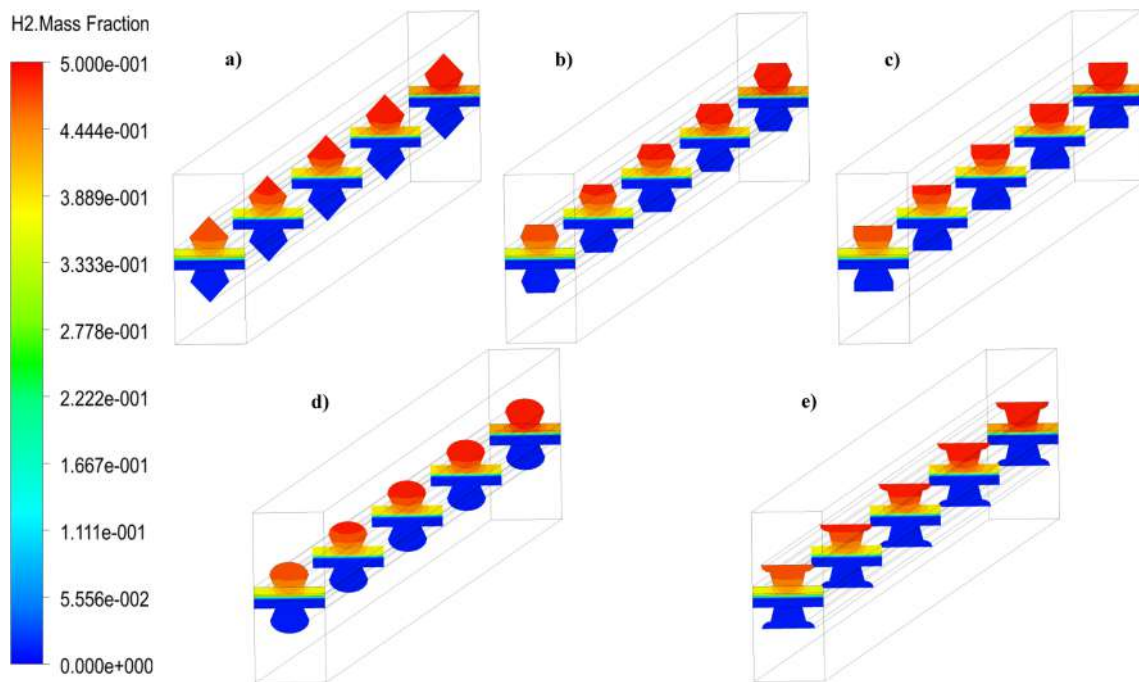 H2.Mass Fraction
5.000e-001
4.444e-001
3.889e-001
3.333e-001
2.778e-001
2.222e-001
1.667e-001
1.111e-001
5.556e-002
0.000e+000
a)
b)
c)
d)
e)